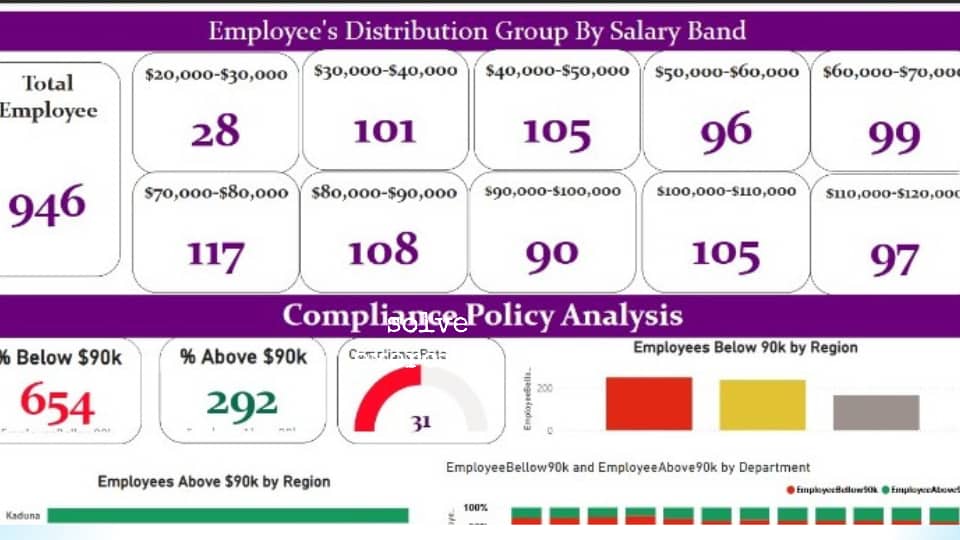 Employee's Distribution Group By Salary Band
Total
Employee
946
$20,000-$30,000
28
$30,000-$40,000
101
$40,000-$50,000
105
$50,000-$60,000
96
$60,000-$70,000
99
$70,000-$80,000
117
$80,000-$90,000
108
$90,000-$100,000
90
$100,000-$110,000
105
$110,000-$120,000
97
Compliance Policy Analysis
solve
% Below $90k
654
% Above $90k
292
ComplianceRate
31
Employees Below 90k by Region
200
0
Employees Above $90k by Region
Kaduna
EmployeeBellow90k and EmployeeAbove90k by Department
EmployeeBellow90k
EmployeeAbove9
100%